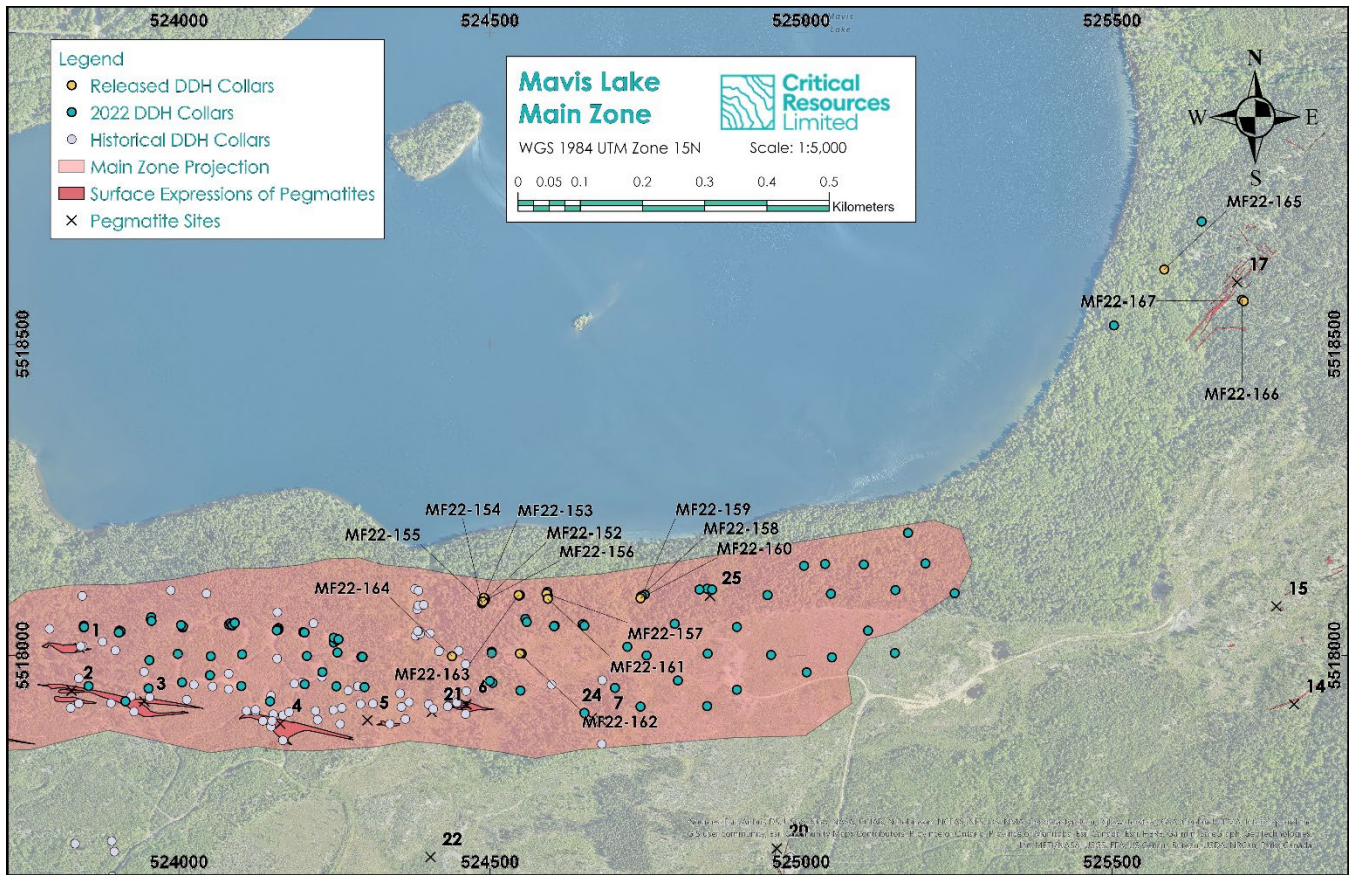 524000
524500
525000
525500
Mavis
Lake
Legend
Released DDH Collars
2022 DDH Collars
Historical DDH Collars
Main Zone Projection
Surface Expressions of Pegmatites
Pegmatite Sites
Mavis Lake
Main Zone
Critical
Resources
Limited
WGS 1984 UTM Zone 15N
Scale: 1:5,000
0 0.05 0.1 0.2 0.3 0.4 0.5
Kilometers
N
W E
S
MF22-165
17
MF22-167
MF22-166
5518500
5518500
MF22-154
MF22-153
MF22-159
MF22-155
MF22-152
MF22-158
MF22-156
MF22-160
MF22-164
25
15
1
MF22-157
5518000
5518000
MF22-161
MF22-163
2
3
6
21
24
7
4
5
MF22-162
14
22
20
524000
524500
525000
525500